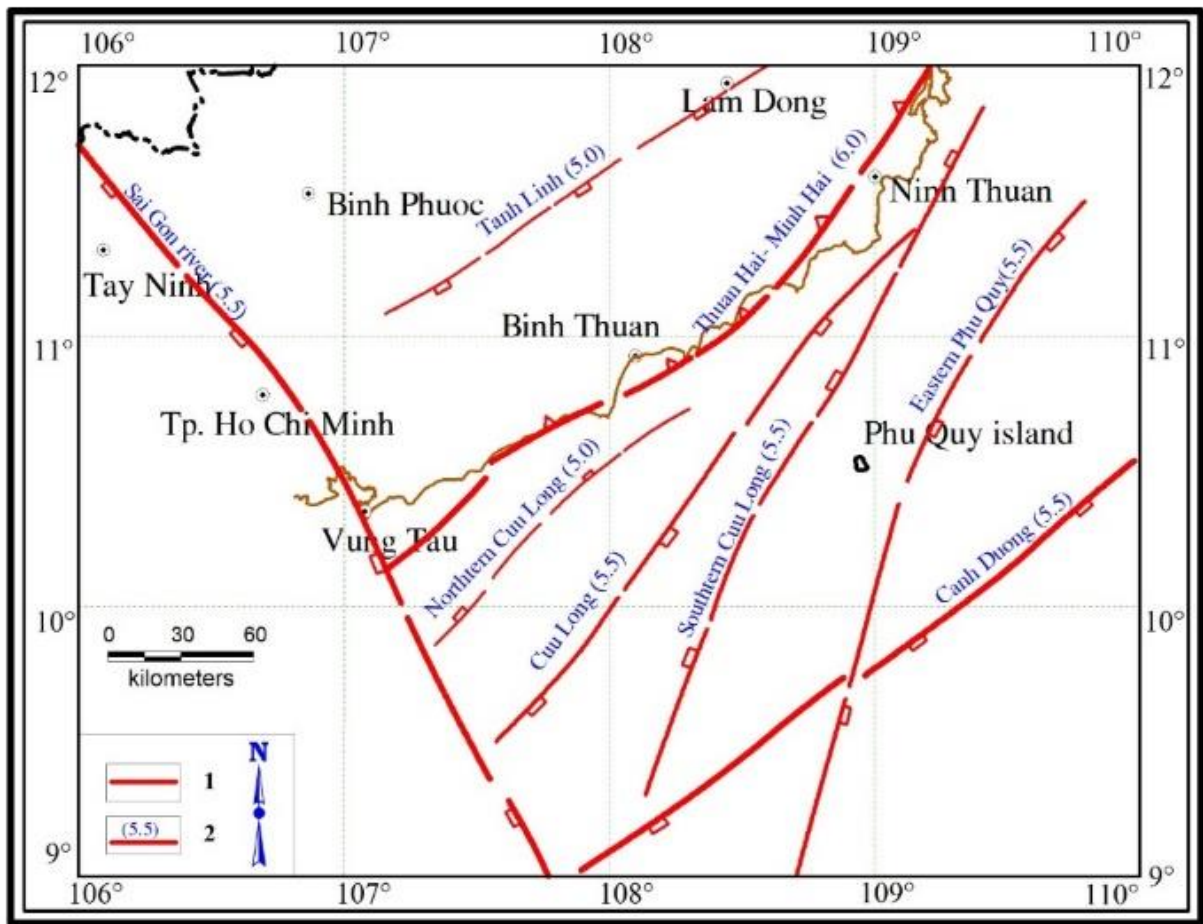 106° 107° 108° 109° 110°
12° 12°
Lam Dong
Thuan Hai- Minh Hai (6.0)
Sai Gon river (5.5)
Binh Phuoc
Tanh Linh (5.0)
Ninh Thuan
Tay Ninh
Binh Thuan
Eastern Phu Quy(5.5)
11° 11°
Tp. Ho Chi Minh
Phu Quy island
Northtern Cuu Long (5.0)
Southtern Cuu Long (5.5)
Vung Tau
Canh Duong (5.5)
Cuu Long (5.5)
10° 10°
0 30 60
kilometers
N
1
(5.5) 2
9° 9°
106° 107° 108° 109° 110°